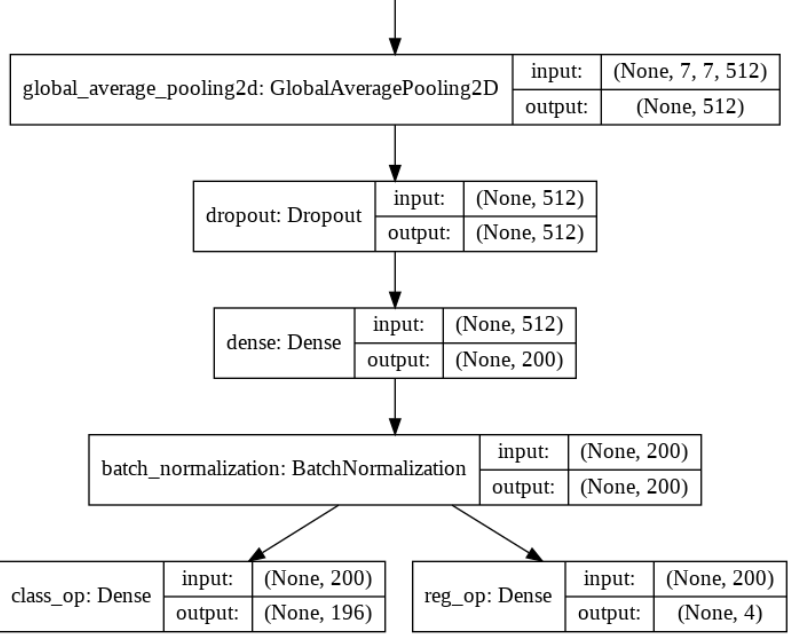 global_average_pooling2d: GlobalAveragePooling2D
input: (None, 7, 7, 512)
output: (None, 512)
dropout: Dropout
input: (None, 512)
output: (None, 512)
dense: Dense
input: (None, 512)
output: (None, 200)
batch_normalization: BatchNormalization
input: (None, 200)
output: (None, 200)
class_op: Dense
input: (None, 200)
output: (None, 196)
reg_op: Dense
input: (None, 200)
output: (None, 4)